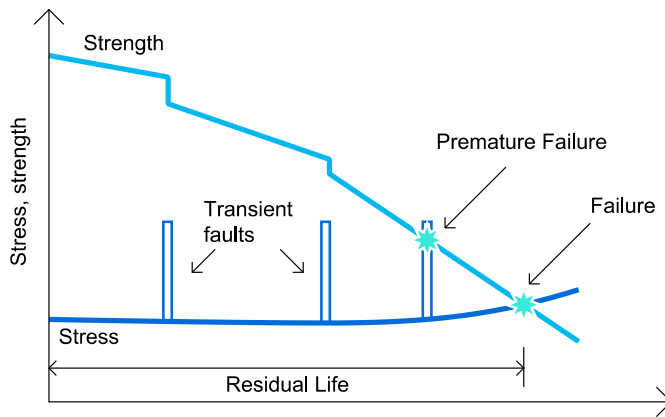 Strength
Premature Failure
Failure
Transient
faults
Stress, strength
Stress
Residual Life